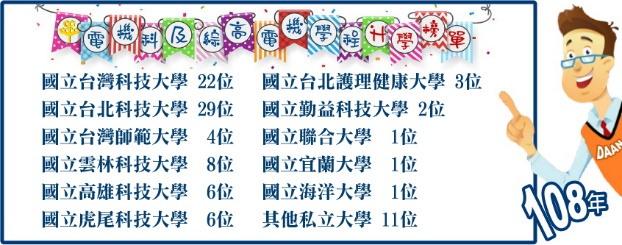 電機科及綜高電機學程升學榜單
國立台灣科技大學 22位
國立台北科技大學 29位
國立台灣師範大學 4位
國立雲林科技大學 8位
國立高雄科技大學 6位
國立虎尾科技大學 6位
國立台北護理健康大學 3位
國立勤益科技大學 2位
國立聯合大學 1位
國立宜蘭大學 1位
國立海洋大學 1位
其他私立大學 11位
DAAN
108年